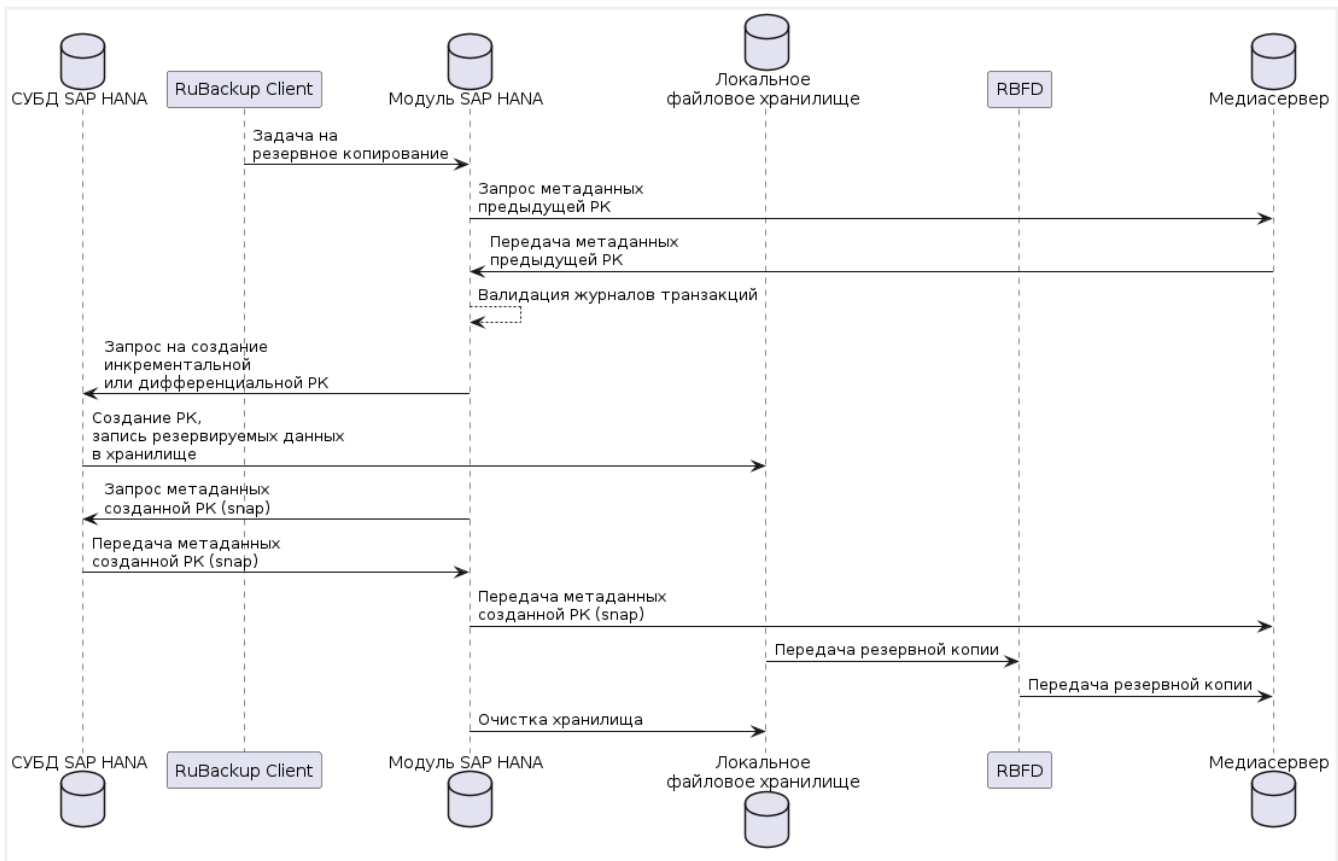 СУБД SAP HANA
RuBackup Client
Модуль SAP HANA
Локальное
файловое хранилище
RBFD
Медиасервер
Задача на
резервное копирование
Запрос метаданных
предыдущей РК
Передача метаданных
предыдущей РК
Валидация журналов транзакций
Запрос на создание
инкрементальной
или дифференциальной РК
Создание РК,
запись резервируемых данных
в хранилище
Запрос метаданных
созданной РК (snap)
Передача метаданных
созданной РК (snap)
Передача метаданных
созданной РК (snap)
Передача резервной копии
Передача резервной копии
Очистка хранилища
СУБД SAP HANA
RuBackup Client
Модуль SAP HANA
Локальное
файловое хранилище
RBFD
Медиасервер